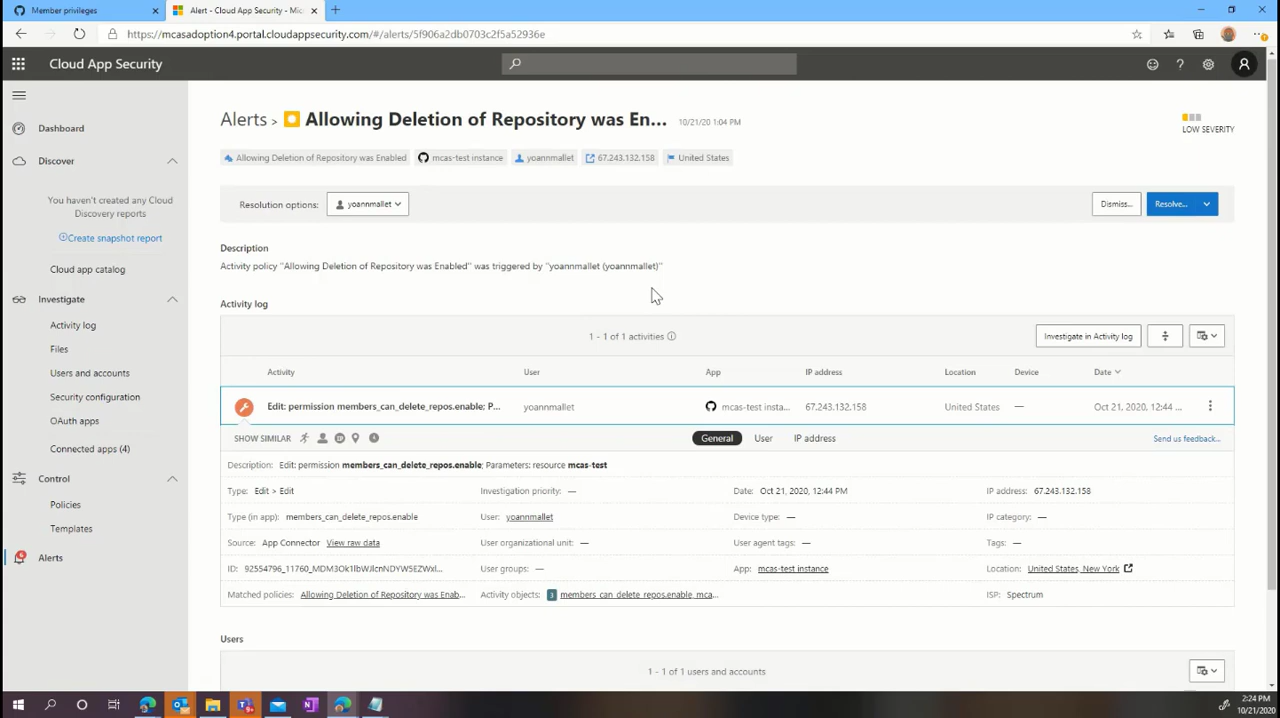 Member privileges
Alert - Cloud App Security - Mic
https://mcasadoption4.portal.cloudappsecurity.com/#/alerts/5f906a2db0703c2f5a52936e
Cloud App Security
Dashboard
Discover
You haven't created any Cloud
Discovery reports
Create snapshot report
Cloud app catalog
Investigate
Activity log
Files
Users and accounts
Security configuration
OAuth apps
Connected apps (4)
Control
Policies
Templates
Alerts
Alerts > Allowing Deletion of Repository was En... 10/21/20 1:04 PM
LOW SEVERITY
Allowing Deletion of Repository was Enabled mcas-test instance yoannmallet 67.243.132.158 United States
Resolution options: yoannmallet Dismiss... Resolve...
Description
Activity policy "Allowing Deletion of Repository was Enabled" was triggered by "yoannmallet (yoannmallet)"
Activity log
1 - 1 of 1 activities
Investigate in Activity log
Activity User App IP address Location Device Date
Edit: permission members_can_delete_repos.enable; P... yoannmallet mcas-test insta... 67.243.132.158 United States — Oct 21, 2020, 12:44 ...
SHOW SIMILAR General User IP address Send us feedback...
Description: Edit: permission members_can_delete_repos.enable; Parameters: resource mcas-test
Type: Edit > Edit Investigation priority: — Date: Oct 21, 2020, 12:44 PM IP address: 67.243.132.158
Type (in app): members_can_delete_repos.enable User: yoannmallet Device type: — IP category: —
Source: App Connector View raw data User organizational unit: — User agent tags: — Tags: —
ID: User groups: — App: mcas-test instance Location: United States, New York
Matched policies: Allowing Deletion of Repository was Enab... Activity objects: 3 members_can_delete_repos.enable, mca... ISP: Spectrum
Users
1 - 1 of 1 users and accounts
2:24 PM
10/21/2020